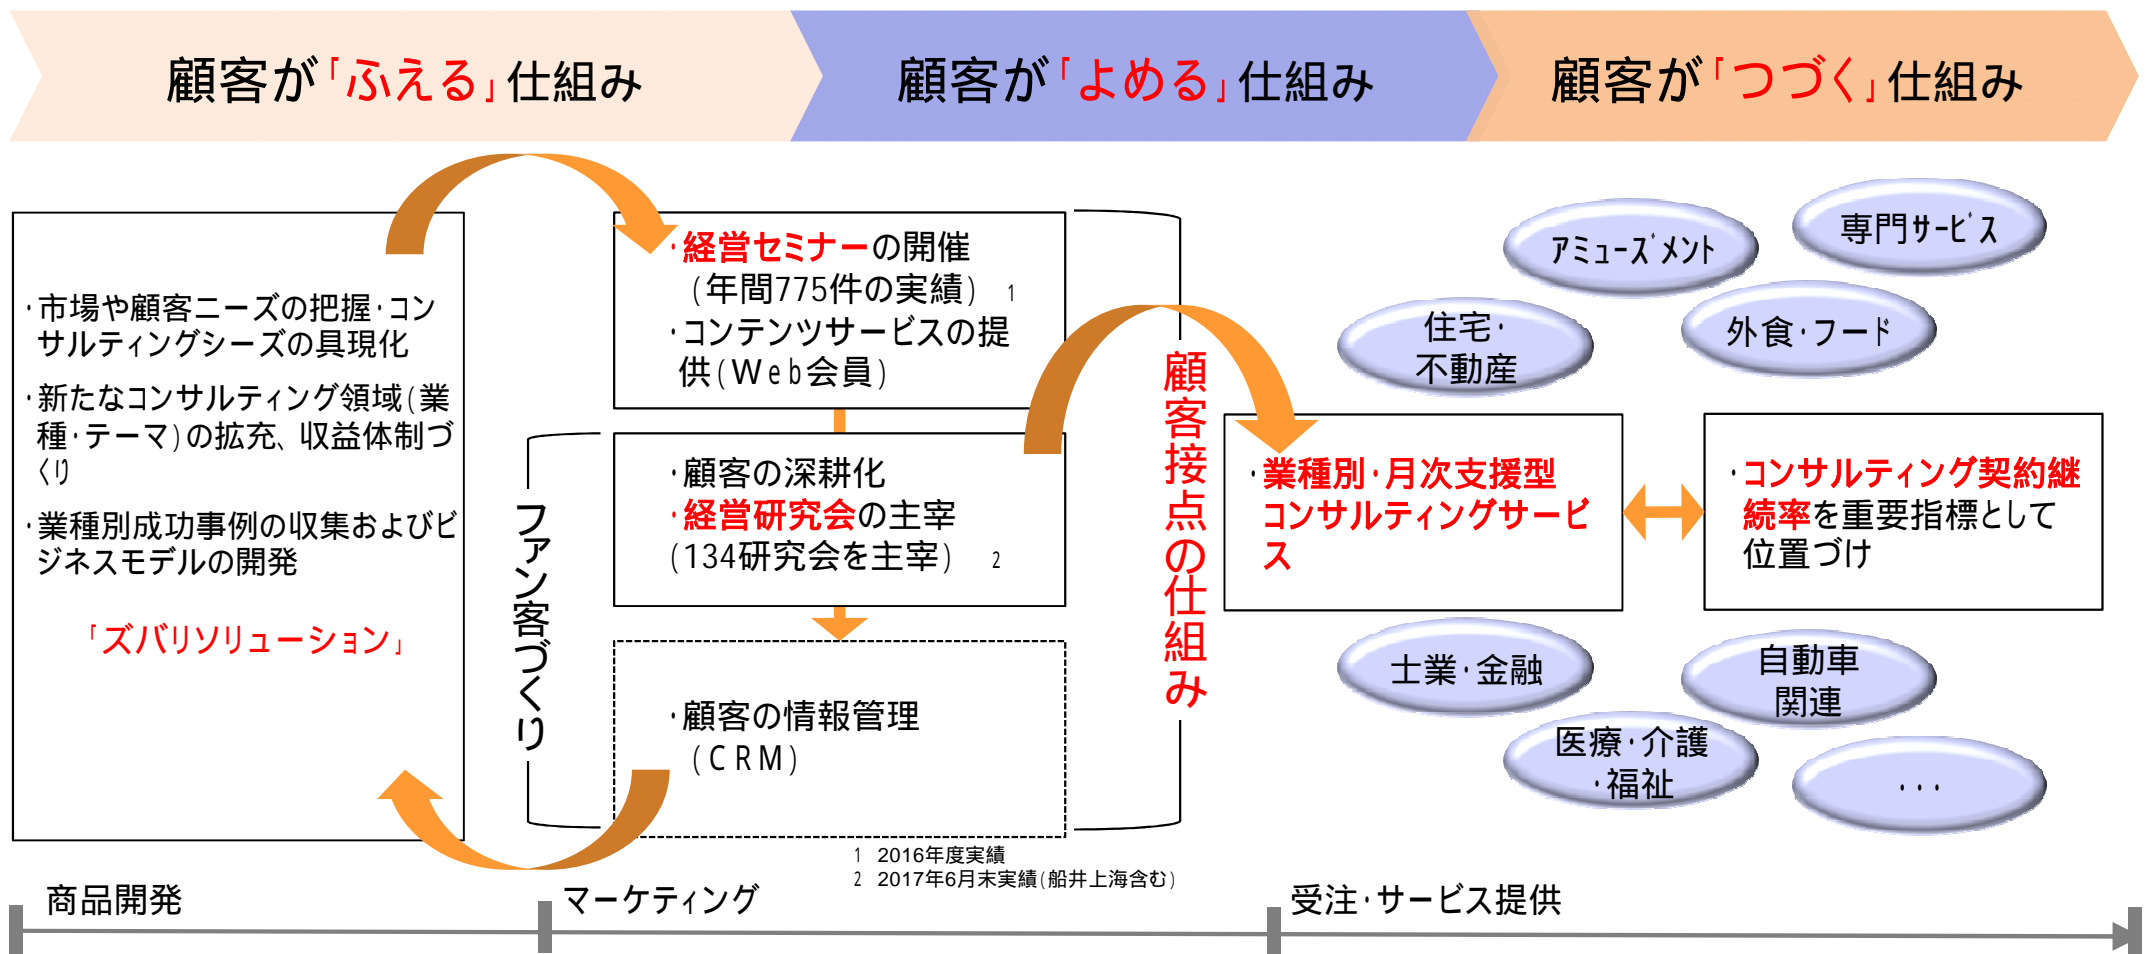 顧客が「ふえる」仕組み
顧客が「よめる」仕組み
顧客が「つづく」仕組み
・市場や顧客ニーズの把握・コン
サルティングシーズの具現化
・新たなコンサルティング領域(業
種・テーマ)の拡充、収益体制づ
くり
・業種別成功事例の収集およびビ
ジネスモデルの開発
「ズバリソリューション」
・経営セミナーの開催
(年間775件の実績) 1
・コンテンツサービスの提
供(Web会員)
・顧客の深耕化
・経営研究会の主宰
(134研究会を主宰) 2
・顧客の情報管理
(CRM)
ファン客づくり
顧客接点の仕組み
1 2016年度実績
2 2017年6月末実績(船井上海含む)
アミューズメント
専門サービス
住宅・
不動産
外食・フード
・業種別・月次支援型
コンサルティングサービ
ス
・コンサルティング契約継
続率を重要指標として
位置づけ
士業・金融
自動車
関連
医療・介護
・福祉
・・・
商品開発
マーケティング
受注・サービス提供